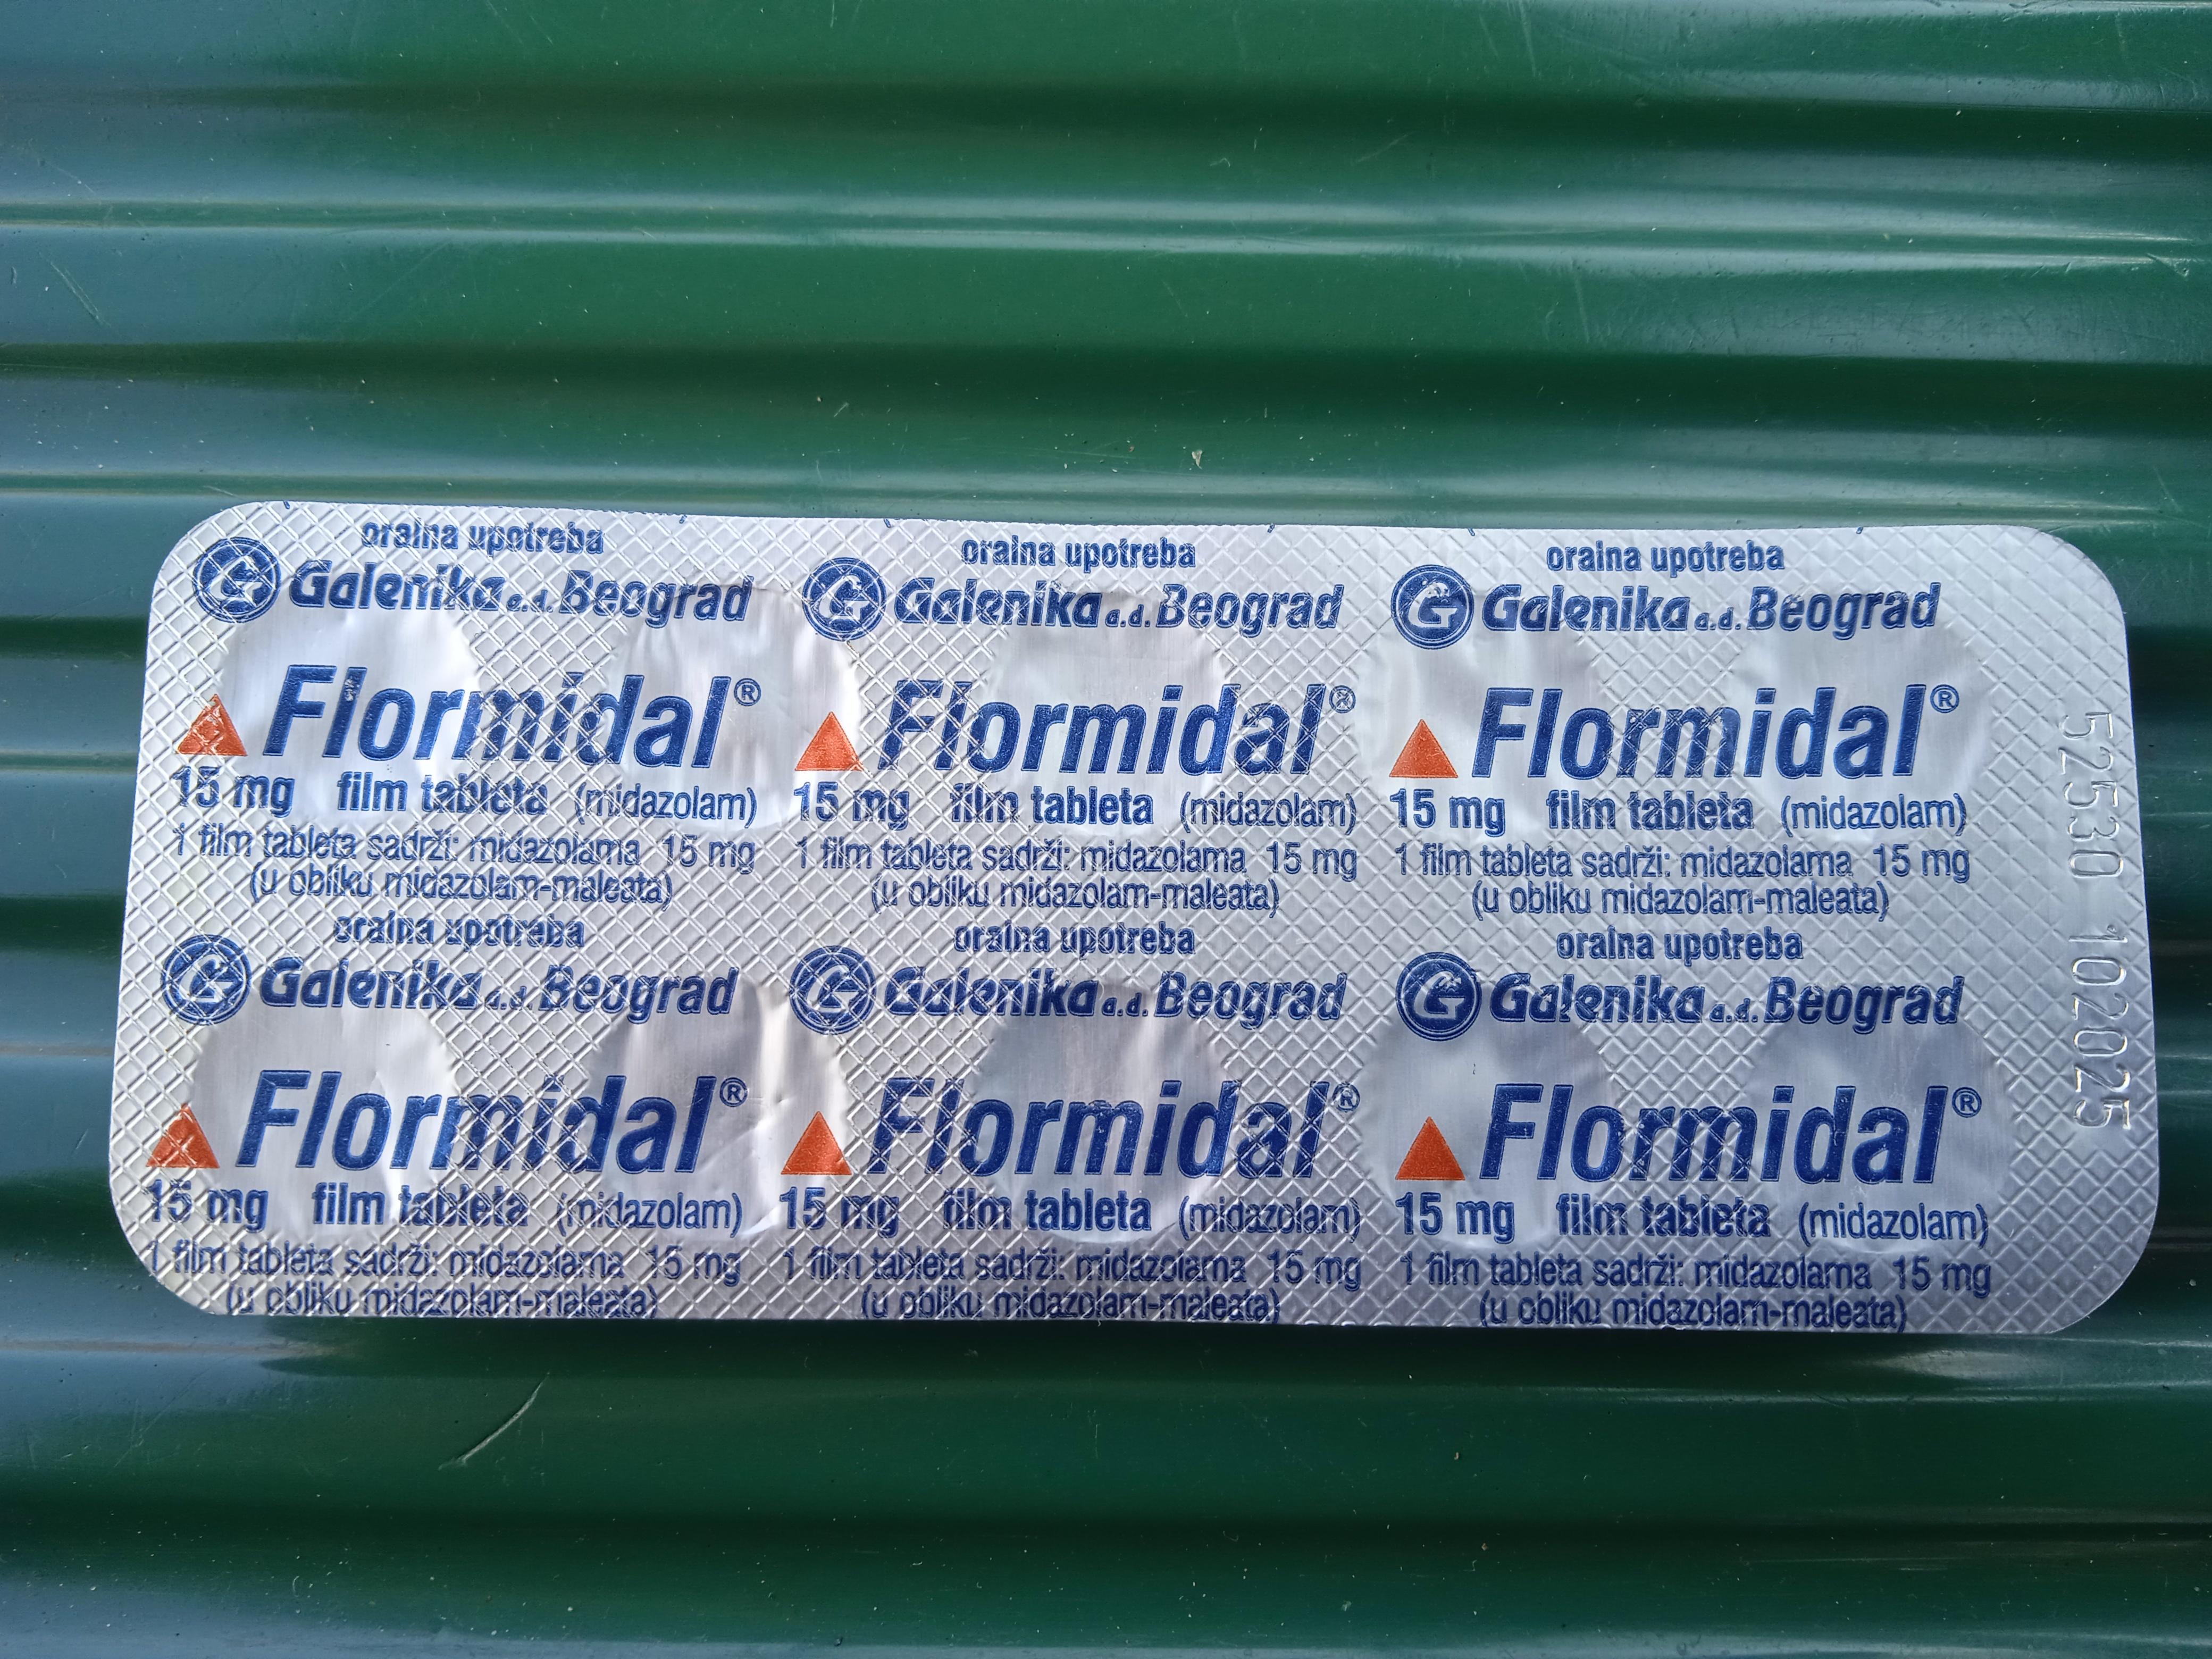 oralna upotreba
G Galenika a.d. Beograd
Flormidal®
15 mg film tableta (midazolam)
1 film tableta sadrži: midazolama 15 mg
(u obliku midazolam-maleata)
oralna upotreba
G Galenika a.d. Beograd
Flormidal®
15 mg film tableta (midazolam)
1 film tableta sadrži: midazolama 15 mg
(u obliku midazolam-maleata)
oralna upotreba
G Galenika a.d. Beograd
Flormidal®
15 mg film tableta (midazolam)
1 film tableta sadrži: midazolama 15 mg
(u obliku midazolam-maleata)
oralna upotreba
G Galenika a.d. Beograd
Flormidal®
15 mg film tableta (midazolam)
1 film tableta sadrži: midazolama 15 mg
(u obliku midazolam-maleata)
oralna upotreba
G Galenika a.d. Beograd
Flormidal®
15 mg film tableta (midazolam)
1 film tableta sadrži: midazolama 15 mg
(u obliku midazolam-maleata)
oralna upotreba
G Galenika a.d. Beograd
Flormidal®
15 mg film tableta (midazolam)
1 film tableta sadrži: midazolama 15 mg
(u obliku midazolam-maleata)
52530 102025